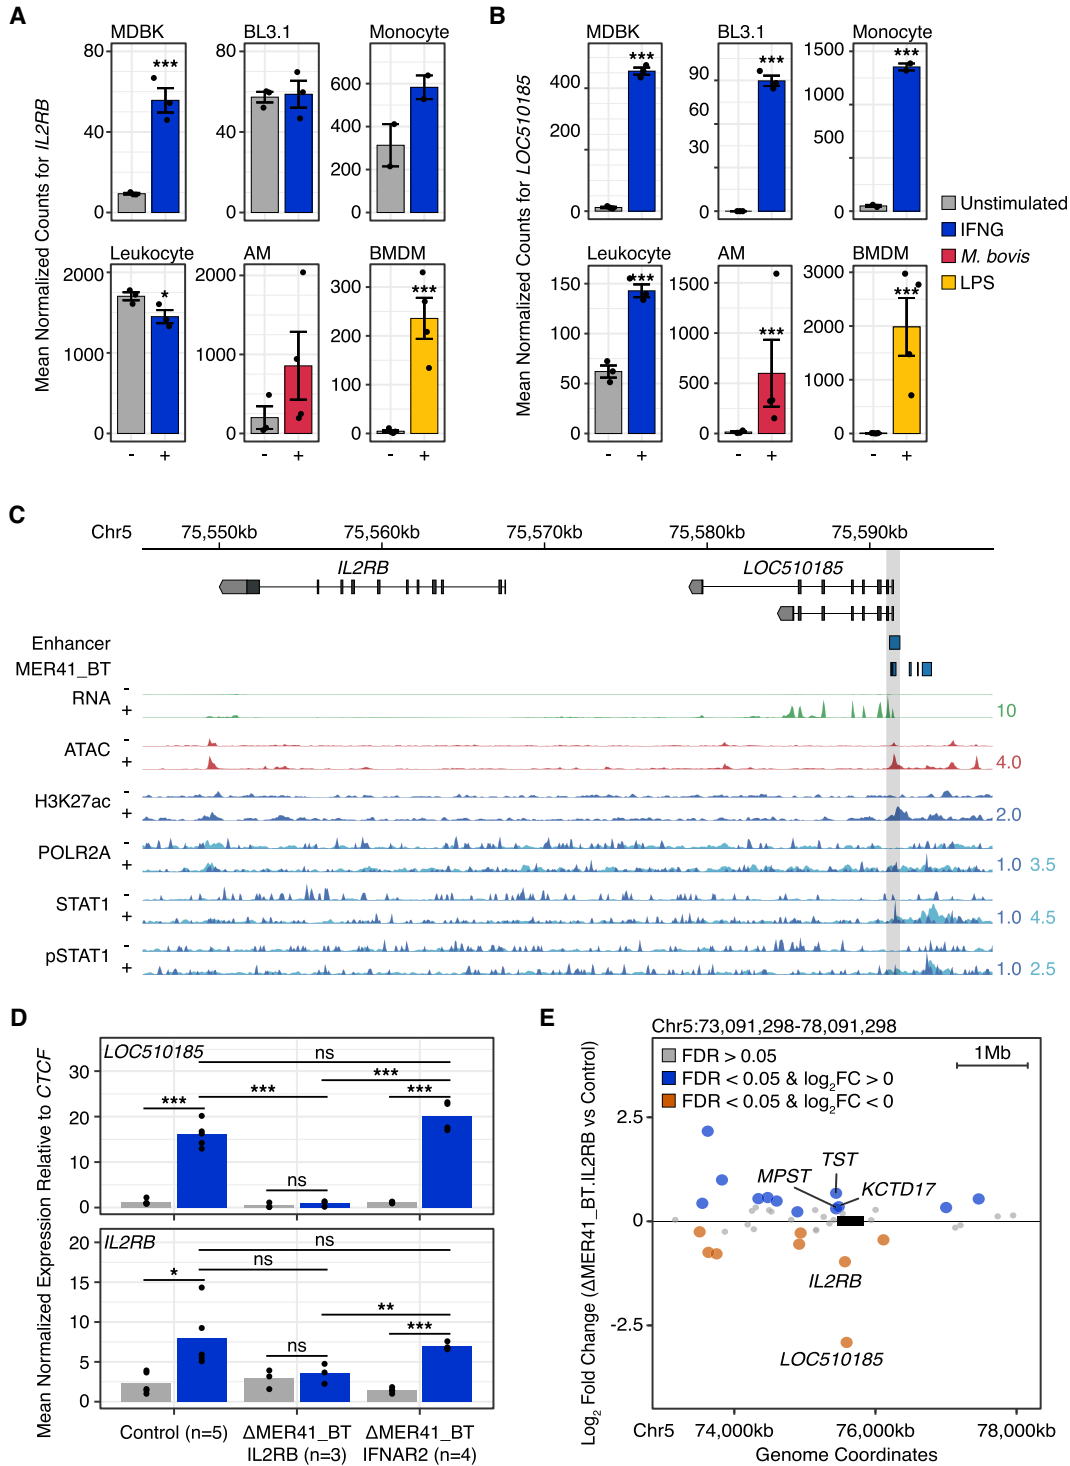 A
Mean Normalized Counts for IL2RB
MDBK
80
40
0
***
BL3.1
80
40
0
Monocyte
600
400
200
0
Leukocyte
2000
1000
0
*
- +
AM
2000
1000
0
- +
BMDM
300
200
100
0
***
- +
B
Mean Normalized Counts for LOC510185
MDBK
400
200
0
***
BL3.1
90
60
30
0
***
Monocyte
1500
1000
500
0
***
Leukocyte
150
100
50
0
***
- +
AM
1500
1000
500
0
***
- +
BMDM
3000
2000
1000
0
***
- +
Unstimulated
IFNG
M. bovis
LPS
C
Chr5 75,550kb 75,560kb 75,570kb 75,580kb 75,590kb
IL2RB LOC510185
Enhancer
MER41_BT
RNA - + 10
ATAC - + 4.0
H3K27ac - + 2.0
POLR2A - + 1.0 3.5
STAT1 - + 1.0 4.5
pSTAT1 - + 1.0 2.5
D
Mean Normalized Expression Relative to CTCF
LOC510185
30
20
10
0
ns
***
***
***
***
ns
IL2RB
20
15
10
5
0
ns
ns
*
**
***
ns
Control (n=5) ΔMER41_BT IL2RB (n=3) ΔMER41_BT IFNAR2 (n=4)
E
Chr5:73,091,298-78,091,298
FDR > 0.05
FDR < 0.05 & log2FC > 0
FDR < 0.05 & log2FC < 0
1Mb
Log2 Fold Change (ΔMER41_BT.IL2RB vs Control)
2.5
0
-2.5
TST
MPST
KCTD17
IL2RB
LOC510185
Chr5 74,000kb 76,000kb 78,000kb
Genome Coordinates